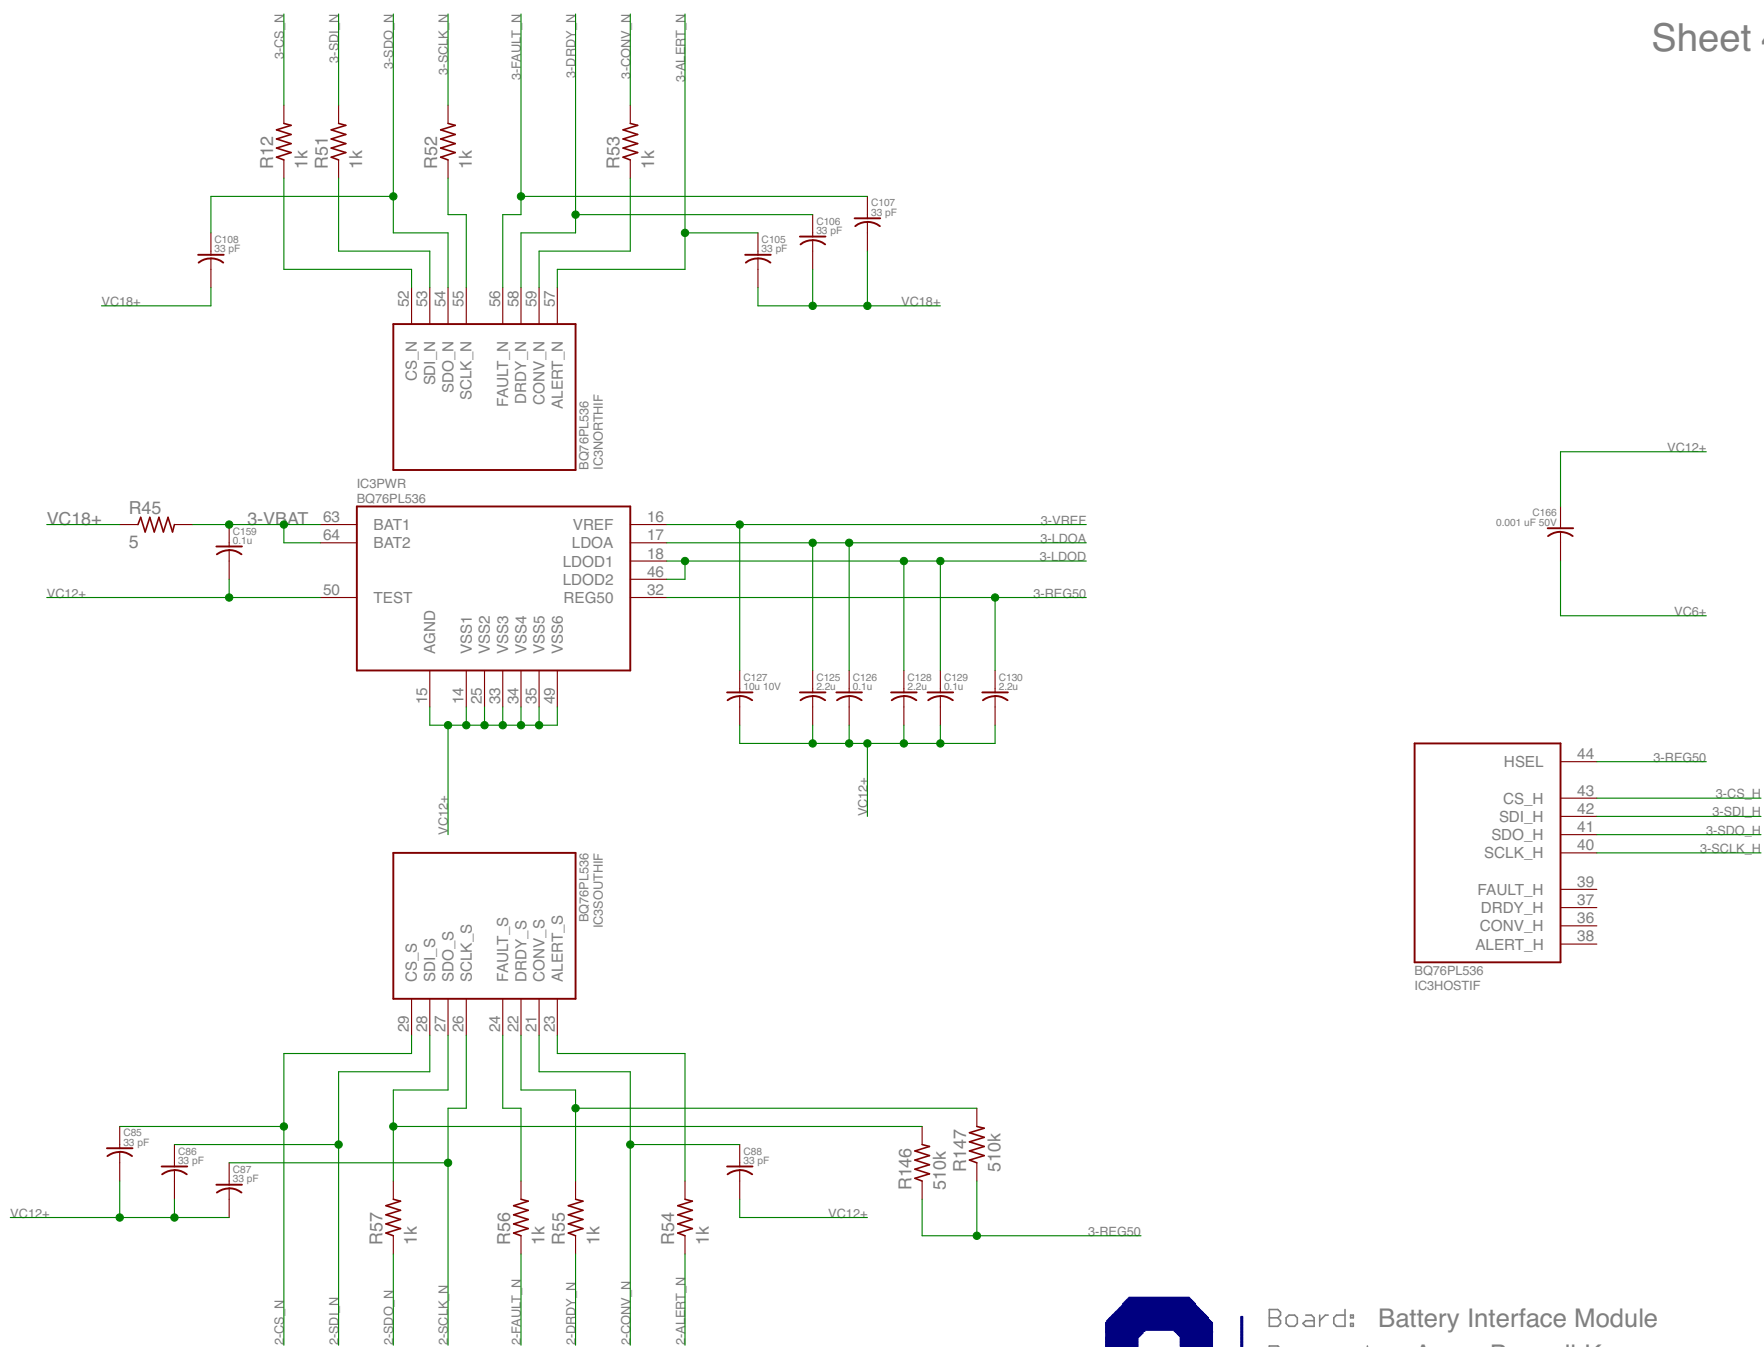 Sheet
3-CS_N
3-SDI_N
3-SDO_N
3-SCLK_N
3-FAULT_N
3-DRDY_N
3-CONV_N
3-ALERT_N
R12
1k
R51
1k
R52
1k
R53
1k
C108
33 pF
C105
33 pF
C106
33 pF
C107
33 pF
VC18+
VC18+
52
53
54
55
56
58
59
57
CS_N
SDI_N
SDO_N
SCLK_N
FAULT_N
DRDY_N
CONV_N
ALERT_N
BQ76PL536
IC3NORTHIF
IC3PWR
BQ76PL536
VC18+
R45
5
C159
0.1u
3-VBAT
63
64
50
BAT1
BAT2
TEST
VC12+
VREF
LDOA
LDOD1
LDOD2
REG50
16
17
18
46
32
3-VREF
3-LDOA
3-LDOD
3-REG50
AGND
VSS1
VSS2
VSS3
VSS4
VSS5
VSS6
15
14
25
33
34
35
49
VC12+
C127
10u 10V
C125
2.2u
C126
0.1u
C128
2.2u
C129
0.1u
C130
2.2u
VC12+
VC12+
C166
0.001 uF 50V
VC6+
HSEL
CS_H
SDI_H
SDO_H
SCLK_H
FAULT_H
DRDY_H
CONV_H
ALERT_H
44
43
42
41
40
39
37
36
38
3-REG50
3-CS_H
3-SDI_H
3-SDO_H
3-SCLK_H
BQ76PL536
IC3HOSTIF
BQ76PL536
IC3SOUTHIF
CS_S
SDI_S
SDO_S
SCLK_S
FAULT_S
DRDY_S
CONV_S
ALERT_S
29
28
27
26
24
22
21
23
C85
33 pF
C86
33 pF
C87
33 pF
VC12+
C88
33 pF
VC12+
R57
1k
R56
1k
R55
1k
R54
1k
R146
510k
R147
510k
3-REG50
2-CS_N
2-SDI_N
2-SDO_N
2-SCLK_N
2-FAULT_N
2-DRDY_N
2-CONV_N
2-ALERT_N
Board: Battery Interface Module